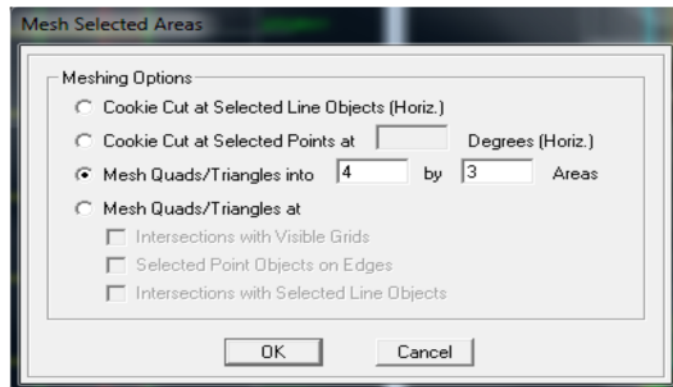 Mesh Selected Areas
Meshing Options
Cookie Cut at Selected Line Objects (Horiz.)
Cookie Cut at Selected Points at Degrees (Horiz.)
Mesh Quads/Triangles into 4 by 3 Areas
Mesh Quads/Triangles at
Intersections with Visible Grids
Selected Point Objects on Edges
Intersections with Selected Line Objects
OK Cancel